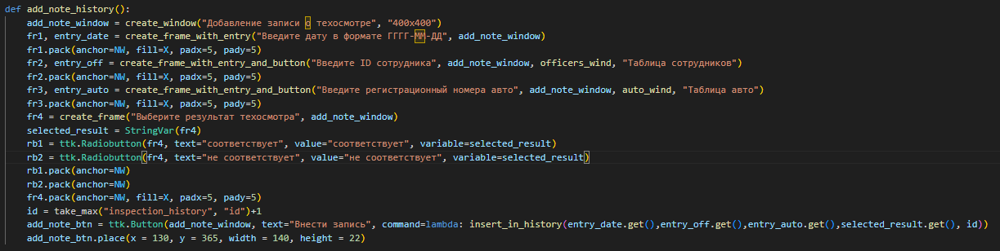 def add_note_history():
    add_note_window = create_window("Добавление записи о техосмотре", "400x400")
    fr1, entry_date = create_frame_with_entry("Введите дату в формате ГГГГ-ММ-ДД", add_note_window)
    fr1.pack(anchor=NW, fill=X, padx=5, pady=5)
    fr2, entry_off = create_frame_with_entry_and_button("Введите ID сотрудника", add_note_window, officers_wind, "Таблица сотрудников")
    fr2.pack(anchor=NW, fill=X, padx=5, pady=5)
    fr3, entry_auto = create_frame_with_entry_and_button("Введите регистрационный номера авто", add_note_window, auto_wind, "Таблица авто")
    fr3.pack(anchor=NW, fill=X, padx=5, pady=5)
    fr4 = create_frame("Выберите результат техосмотра", add_note_window)
    selected_result = StringVar(fr4)
    rb1 = ttk.Radiobutton(fr4, text="соответствует", value="соответствует", variable=selected_result)
    rb2 = ttk.Radiobutton(fr4, text="не соответствует", value="не соответствует", variable=selected_result)
    rb1.pack(anchor=NW)
    rb2.pack(anchor=NW)
    fr4.pack(anchor=NW, fill=X, padx=5, pady=5)
    id = take_max("inspection_history", "id")+1
    add_note_btn = ttk.Button(add_note_window, text="Внести запись", command=lambda: insert_in_history(entry_date.get(),entry_off.get(),entry_auto.get(),selected_result.get(), id))
    add_note_btn.place(x = 130, y = 365, width = 140, height = 22)